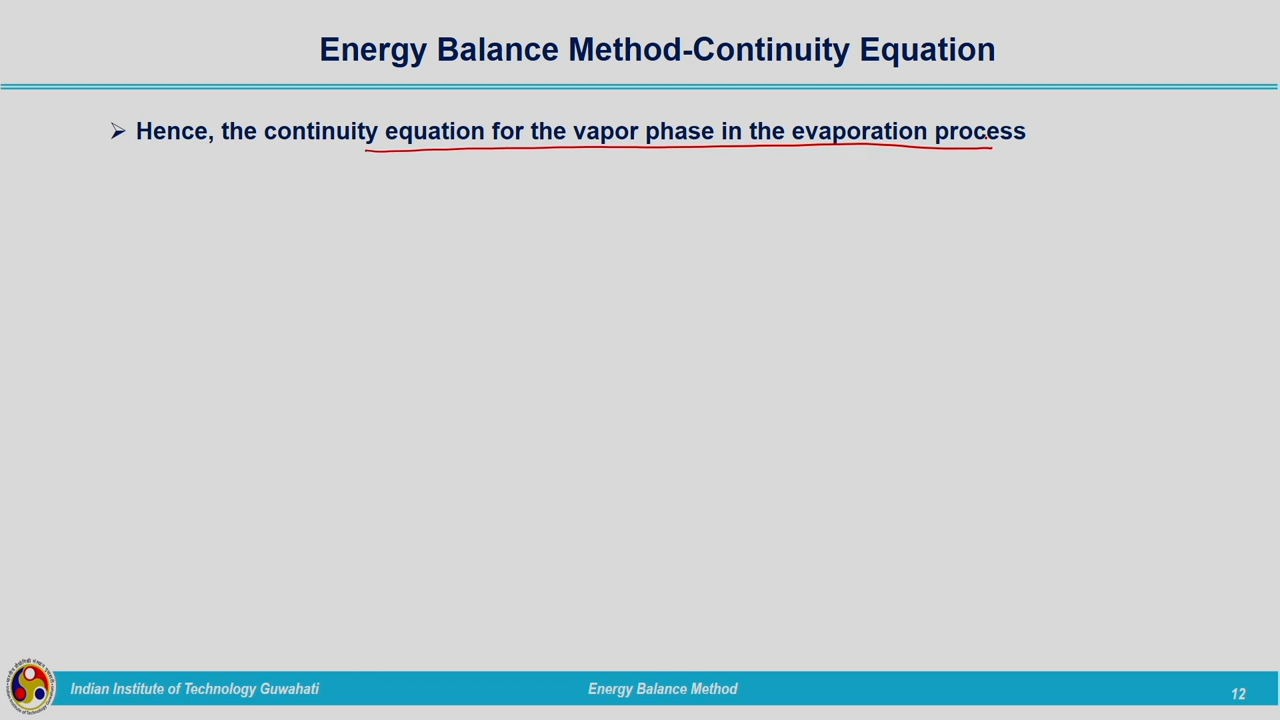 Energy Balance Method-Continuity Equation
➢ Hence, the continuity equation for the vapor phase in the evaporation process
Indian Institute of Technology Guwahati
Energy Balance Method
12